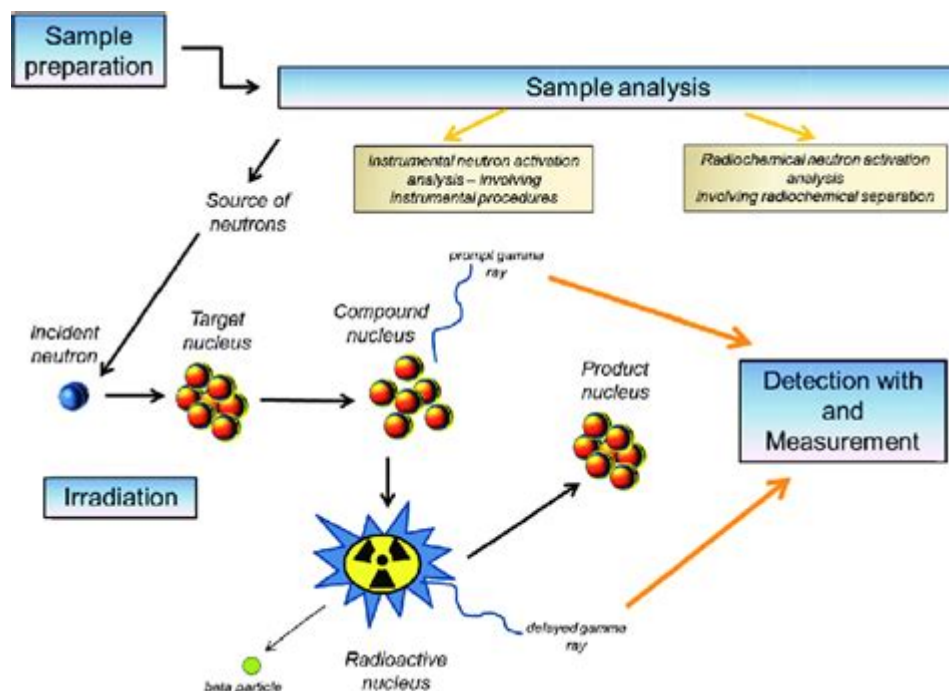 Sample
preparation
Sample analysis
Instrumental neutron activation
analysis – involving
instrumental procedures
Radiochemical neutron activation
analysis
involving radiochemical separation
Source of
neutrons
prompt gamma
ray
Incident
neutron
Target
nucleus
Compound
nucleus
Product
nucleus
Detection with
and
Measurement
Irradiation
delayed gamma
ray
Radioactive
nucleus
beta particle